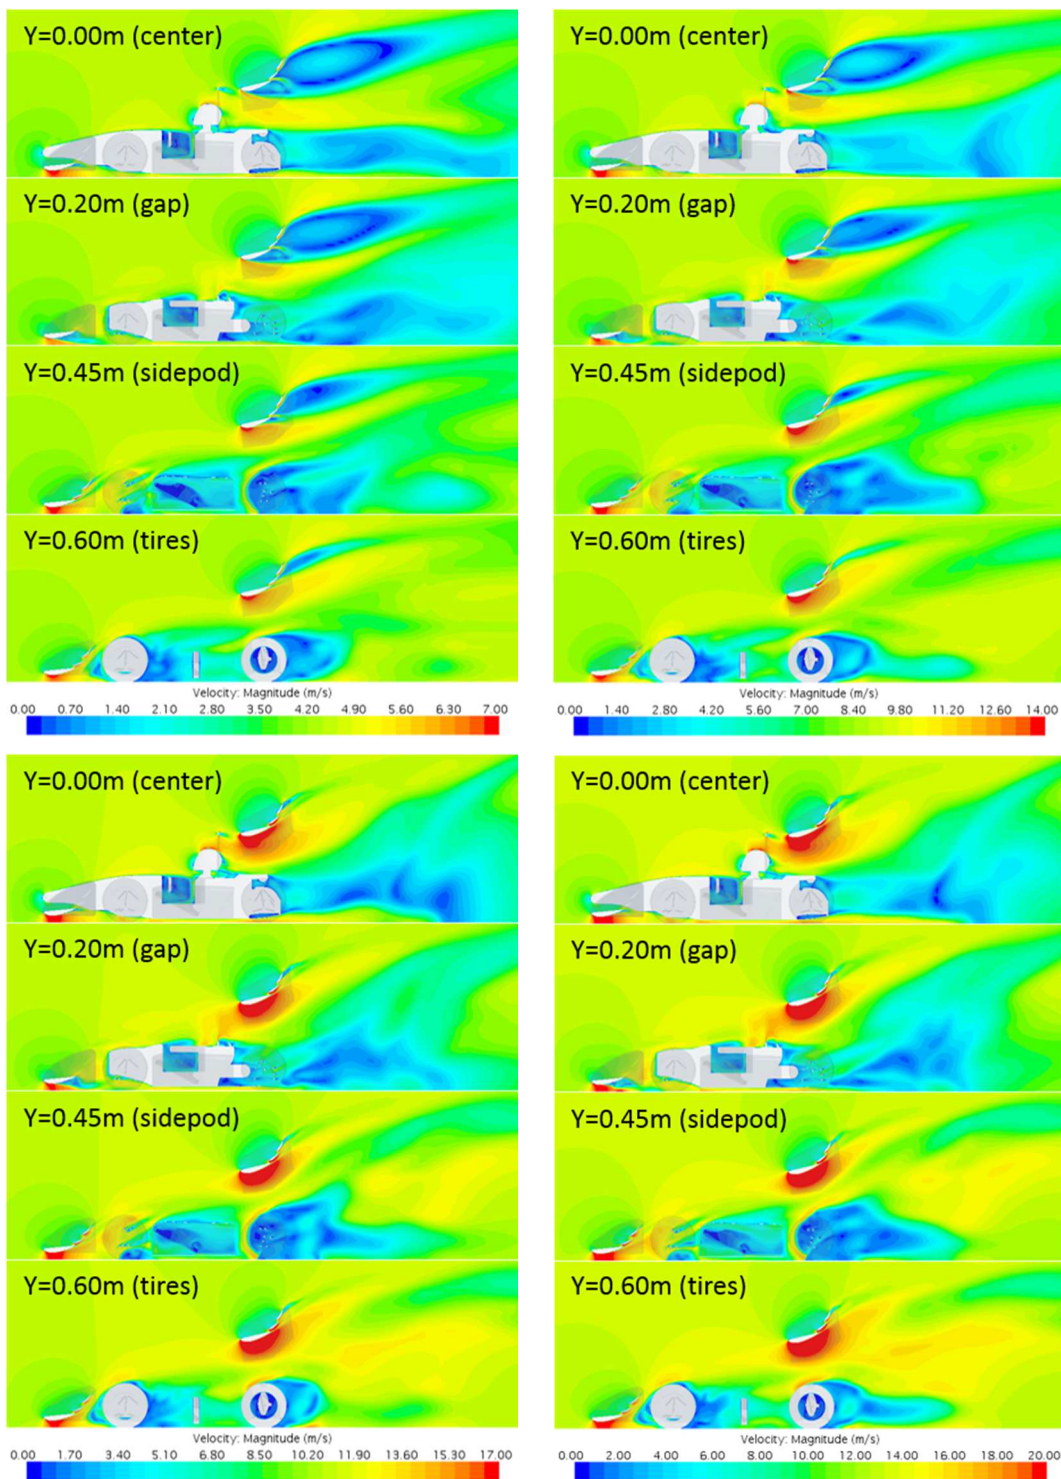 Y=0.00m (center)
Y=0.20m (gap)
Y=0.45m (sidepod)
Y=0.60m (tires)
Velocity: Magnitude (m/s)
0.00 0.70 1.40 2.10 2.80 3.50 4.20 4.90 5.60 6.30 7.00
Y=0.00m (center)
Y=0.20m (gap)
Y=0.45m (sidepod)
Y=0.60m (tires)
Velocity: Magnitude (m/s)
0.00 1.40 2.80 4.20 5.60 7.00 8.40 9.80 11.20 12.60 14.00
Y=0.00m (center)
Y=0.20m (gap)
Y=0.45m (sidepod)
Y=0.60m (tires)
Velocity: Magnitude (m/s)
0.00 1.70 3.40 5.10 6.80 8.50 10.20 11.90 13.60 15.30 17.00
Y=0.00m (center)
Y=0.20m (gap)
Y=0.45m (sidepod)
Y=0.60m (tires)
Velocity: Magnitude (m/s)
0.00 2.00 4.00 6.00 8.00 10.00 12.00 14.00 16.00 18.00 20.00